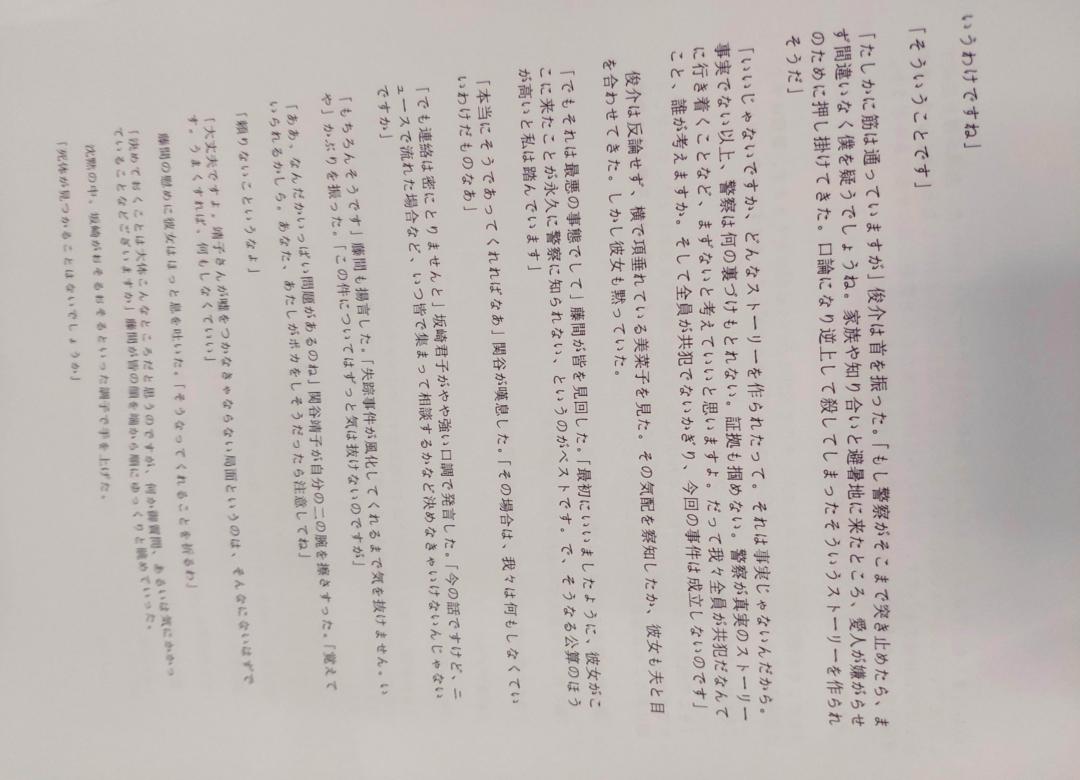 いうわけですね」
「そういうことです」
「たしかに筋は通っていますが」俊介は首を振った。「もし警察がそこまで突き止めたら、ま
ず間違いなく僕を疑うでしょうね。家族や知り合いと避暑地に来たところ、愛人が嫌がらせ
のために押し掛けてきた。口論になり逆上して殺してしまったそういうストーリーを作られ
そうだ」
「いいじゃないですか、どんなストーリーを作られたって。それは事実じゃないんだから。
事実でない以上、警察は何の裏づけもとれない。証拠も掴めない。警察が真実のストーリー
に行き着くことなど、まずないと考えていいと思いますよ。だって我々全員が共犯だなんて
こと、誰が考えますか。そして全員が共犯でないかぎり、今回の事件は成立しないのです」
俊介は反論せず、横で項垂れている美菜子を見た。その気配を察知したか、彼女も夫と目
を合わせてきた。しかし彼女も黙っていた。
「でもそれは最悪の事態でして」藤間が皆を見回した。「最初にいいましたように、彼女がこ
こに来たことが永久に警察に知られない、というのがベストです。で、そうなる公算のほう
が高いと私は踏んでいます」
「本当にそうであってくれればなあ」関谷が嘆息した。「その場合は、我々は何もしなくてい
いわけだものなあ」
「でも連絡は密にとりませんと」坂崎君子がやや強い口調で発言した。「今の話ですけど、ニ
ュースで流れた場合など、いつ皆で集まって相談するかなど決めなきゃいけないんじゃない
ですか」
「もちろんそうです」藤間も揚言した。「失踪事件が風化してくれるまで気を抜けません。い
や」かぶりを振った。「この件についてはずっと気は抜けないのですが」
「ああ、なんだかいっぱい問題があるのね」関谷靖子が自分の二の腕を擦きすった。「覚えて
いられるかしら。あなた、あたしがポカをしそうだったら注意してね」
「頼りないこというなよ」
「大丈夫ですよ。靖子さんが嘘をつかなきゃならない局面というのは、そんなにないはずで
す。うまくすれば、何もしなくていい」
藤間の慰めに彼女はほっと息を吐いた。「そうなってくれることを祈るわ」
「決めておくことは大体こんなところだと思うのですが、何か御質問、あるいは気にかかっ
ていることなどございますか」藤間が皆の顔を端から順にゆっくりと眺めていった。
沈黙の中、坂崎がおそるおそるといった調子で手を上げた。
「死体が見つかることはないでしょうか」